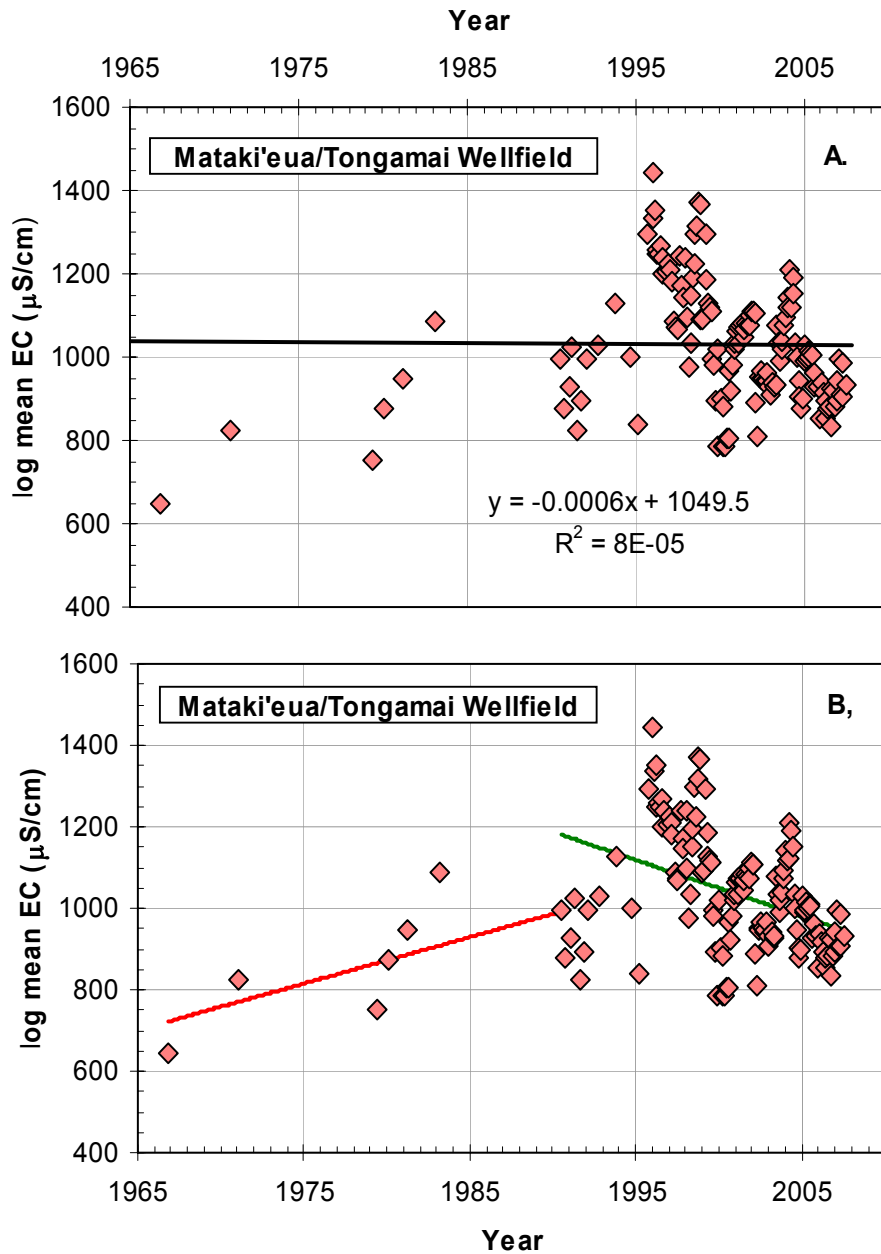 Year
1965 1975 1985 1995 2005
1600
Mataki'eua/Tongamai Wellfield A.
1400
1200
1000
800
600
400
log mean EC (µS/cm)
y = -0.0006x + 1049.5
R² = 8E-05
1600
Mataki'eua/Tongamai Wellfield B,
1400
1200
1000
800
600
400
log mean EC (µS/cm)
1965 1975 1985 1995 2005
Year